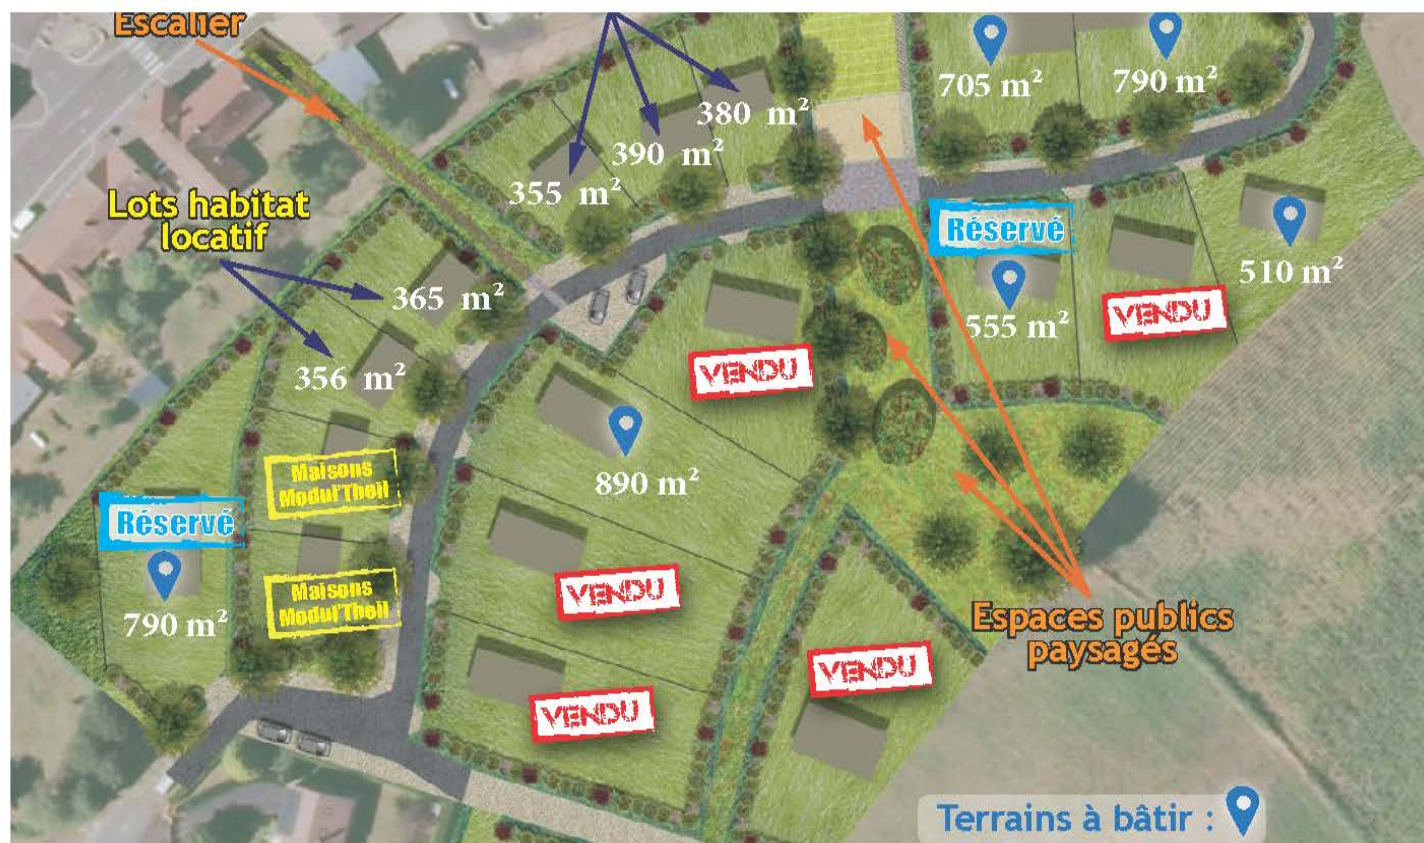 Escalier
705 m²
790 m²
380 m²
390 m²
355 m²
Lots habitat
locatif
365 m²
356 m²
Réservé
555 m²
510 m²
VENDU
VENDU
890 m²
Maisons
Modul'Theil
Réservé
790 m²
Maisons
Modul'Theil
VENDU
VENDU
VENDU
Espaces publics
paysagés
Terrains à bâtir :